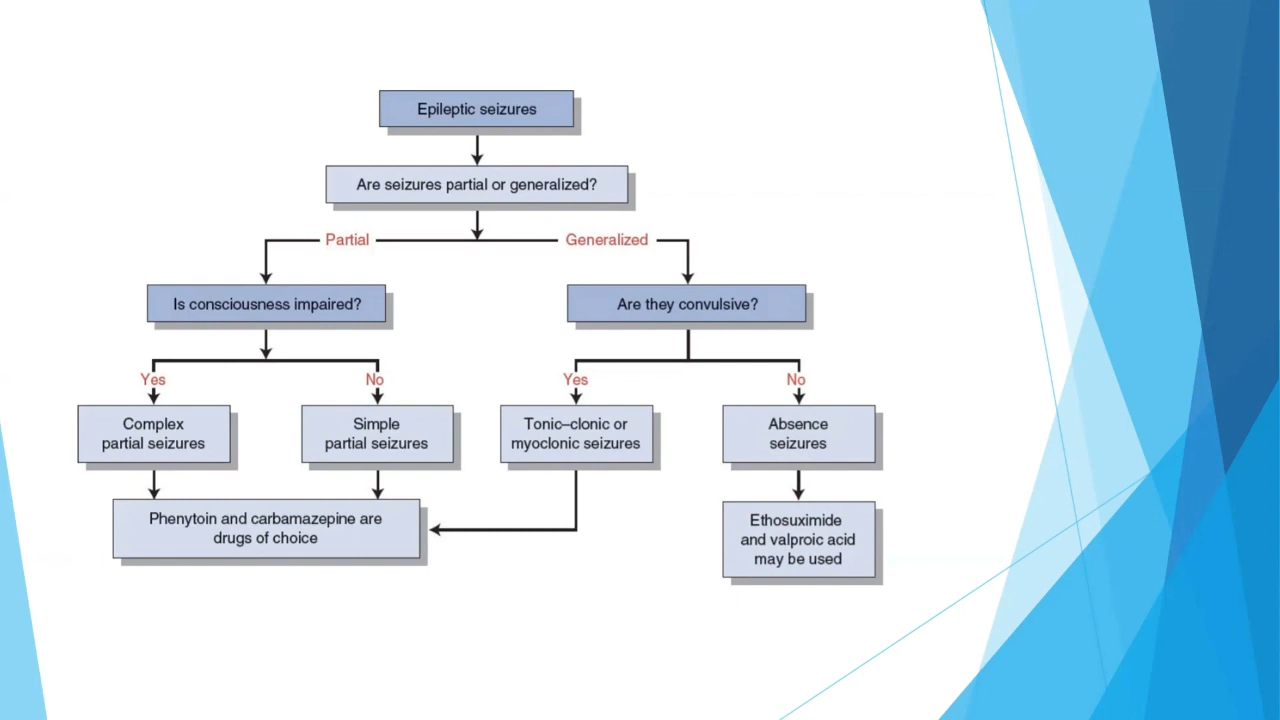 Epileptic seizures
Are seizures partial or generalized?
Partial
Generalized
Is consciousness impaired?
Are they convulsive?
Yes
No
Yes
No
Complex
partial seizures
Simple
partial seizures
Tonic–clonic or
myoclonic seizures
Absence
seizures
Phenytoin and carbamazepine are
drugs of choice
Ethosuximide
and valproic acid
may be used